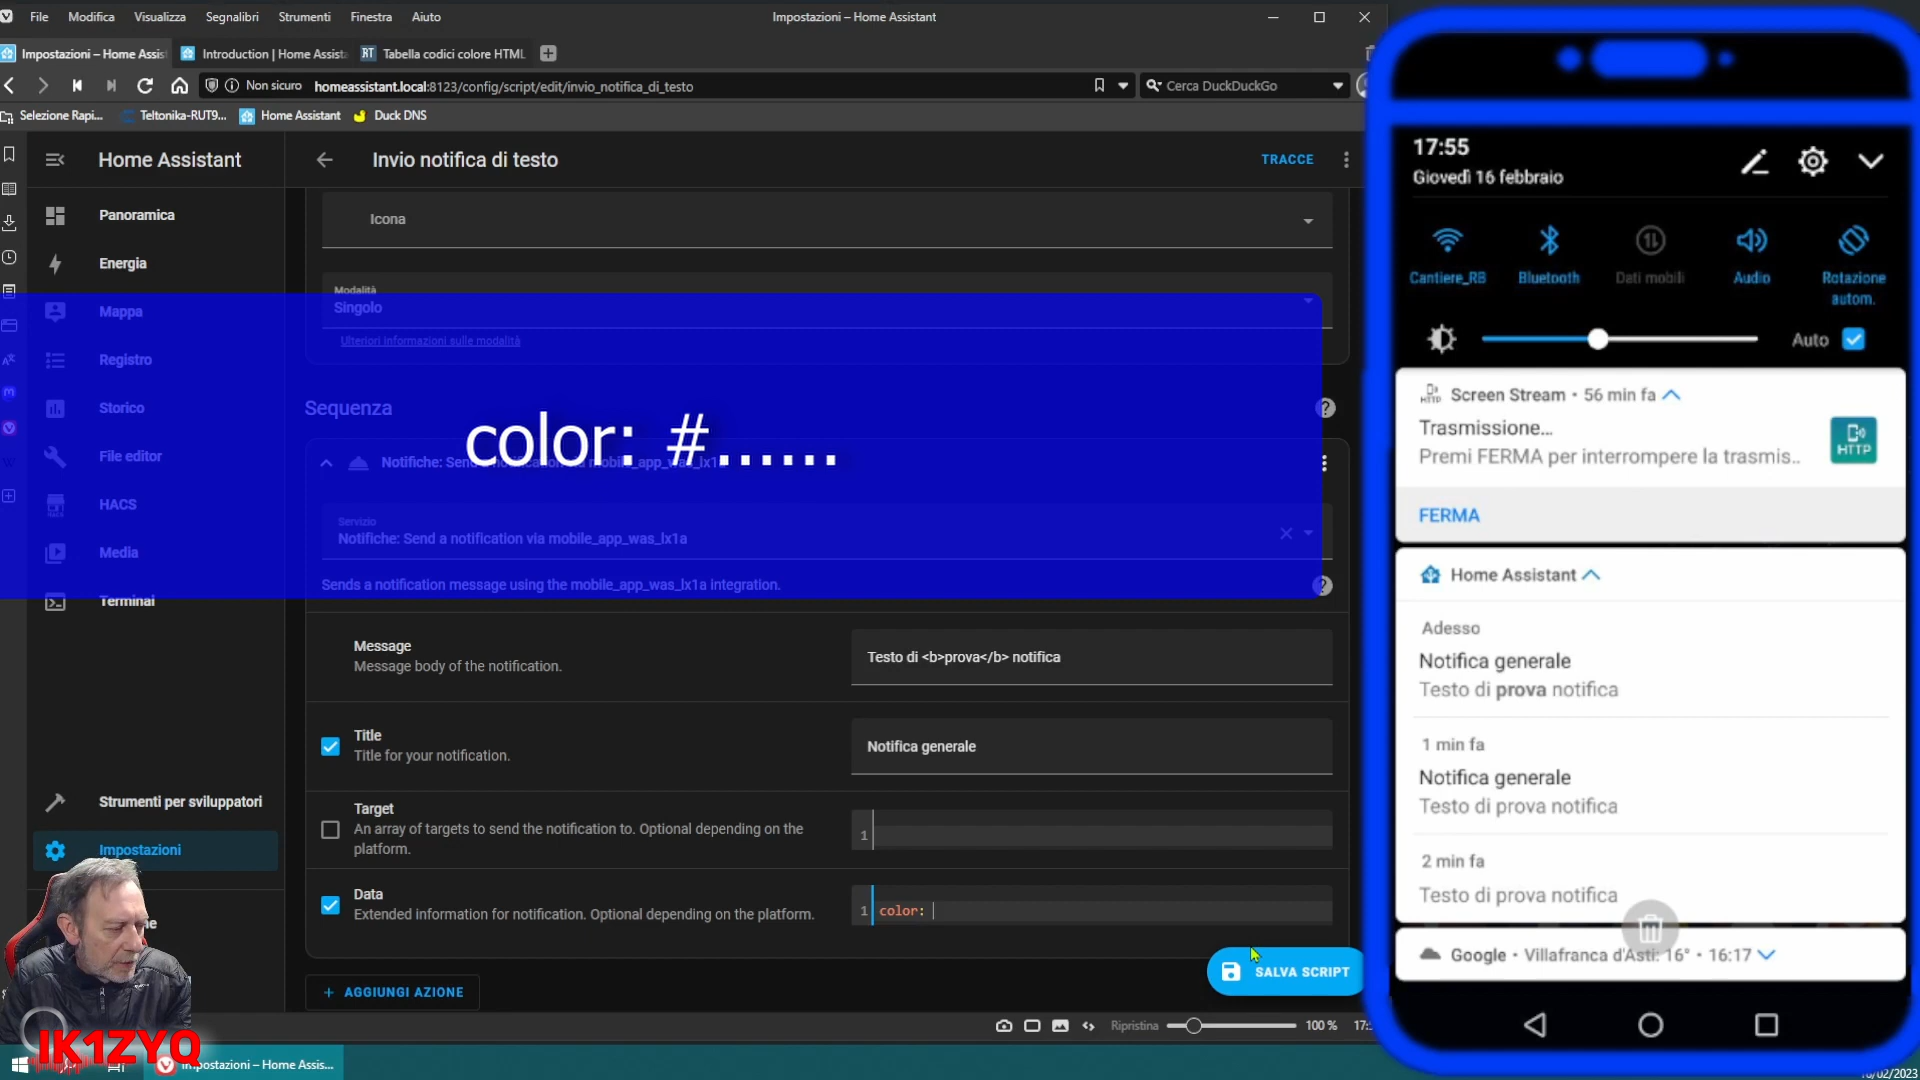 File Modifica Visualizza Segnalibri Strumenti Finestra Aiuto
Impostazioni – Home Assistant
Impostazioni – Home Assis
Introduction | Home Assist
RT Tabella codici colore HTML
Non sicuro homeassistant.local:8123/config/script/edit/invio_notifica_di_testo
Cerca DuckDuckGo
Selezione Rapi... Teltonika-RUT9... Home Assistant Duck DNS
Home Assistant
Invio notifica di testo
TRACCE
Panoramica
Energia
Mappa
Registro
Storico
File editor
HACS
Media
Terminal
Strumenti per sviluppatori
Impostazioni
Icona
Modalità
Singolo
Ulteriori informazioni sulle modalità
Sequenza
color: #......
Servizio
Notifiche: Send a notification via mobile_app_was_lx1a
Sends a notification message using the mobile_app_was_lx1a integration.
Message
Message body of the notification.
Testo di <b>prova</b> notifica
Title
Title for your notification.
Notifica generale
Target
An array of targets to send the notification to. Optional depending on the
platform.
1
Data
Extended information for notification. Optional depending on the platform.
1 color:
SALVA SCRIPT
+ AGGIUNGI AZIONE
Ripristina
100 %
IK1ZYQ
Impostazioni – Home Assis...
17:55
Giovedì 16 febbraio
Cantiere_RB
Bluetooth
Dati mobili
Audio
Rotazione
autom.
Auto
HTTP
Screen Stream • 56 min fa
Trasmissione...
Premi FERMA per interrompere la trasmis..
HTTP
FERMA
Home Assistant
Adesso
Notifica generale
Testo di prova notifica
1 min fa
Notifica generale
Testo di prova notifica
2 min fa
Testo di prova notifica
Google • Villafranca d'Asti: 16° • 16:17